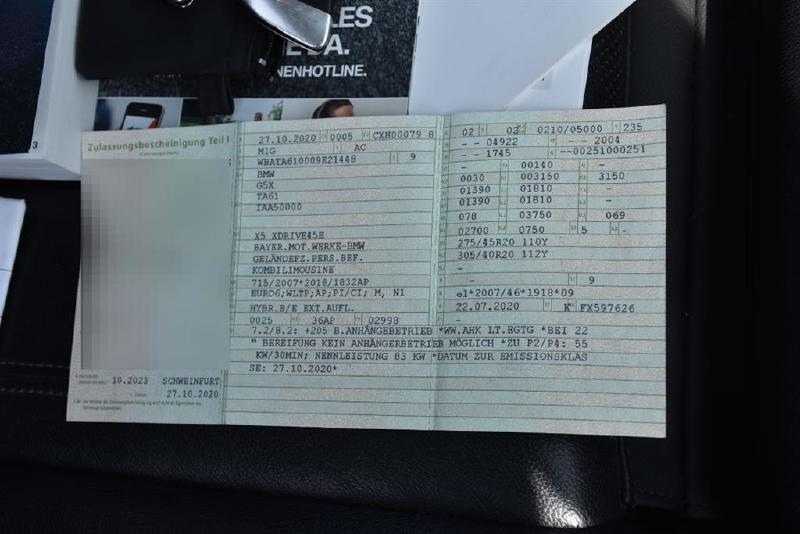 LES
E DA.
NENHOTLINE.
3
Zulassungsbescheinigung Teil I
10.2023 SCHWEINFURT
27.10.2020
27.10.2020 0005 CXH00079 8
M1G AC
WBATA610009E21448 9
BMW
G5X
TA61
IAA50000
X5 XDRIVE45E
BAYER.MOT.WERKE-BMW
GELÄNDEFZ.PERS.BEF.
KOMBILIMOUSINE
715/2007*2018/1832AP
EURO6;WLTP;AP;PI/CI; M, N1
HYBR.B/E EXT.AUFL.
0025 36AP 02998
02 02 0210/05000 235
- - 04922 - - 2004
- - 1745 --00251000251
- 00140 -
0030 003150 3150
01390 01810 -
01390 01810 -
078 03750 069
02700 0750 5 -
275/45R20 110Y
305/40R20 112Y
-
- 9
e1*2007/46*1918*09
22.07.2020 K FX597626
7.2/8.2: +205 B.ANHÄNGEBETRIEB *WW.AHK LT.EGTG *BEI 22
" BEREIFUNG KEIN ANHÄNGERBETRIEB MÖGLICH *ZU P2/P4: 55
KW/30MIN; NENNLEISTUNG 83 KW *DATUM ZUR EMISSIONSKLAS
SE: 27.10.2020*